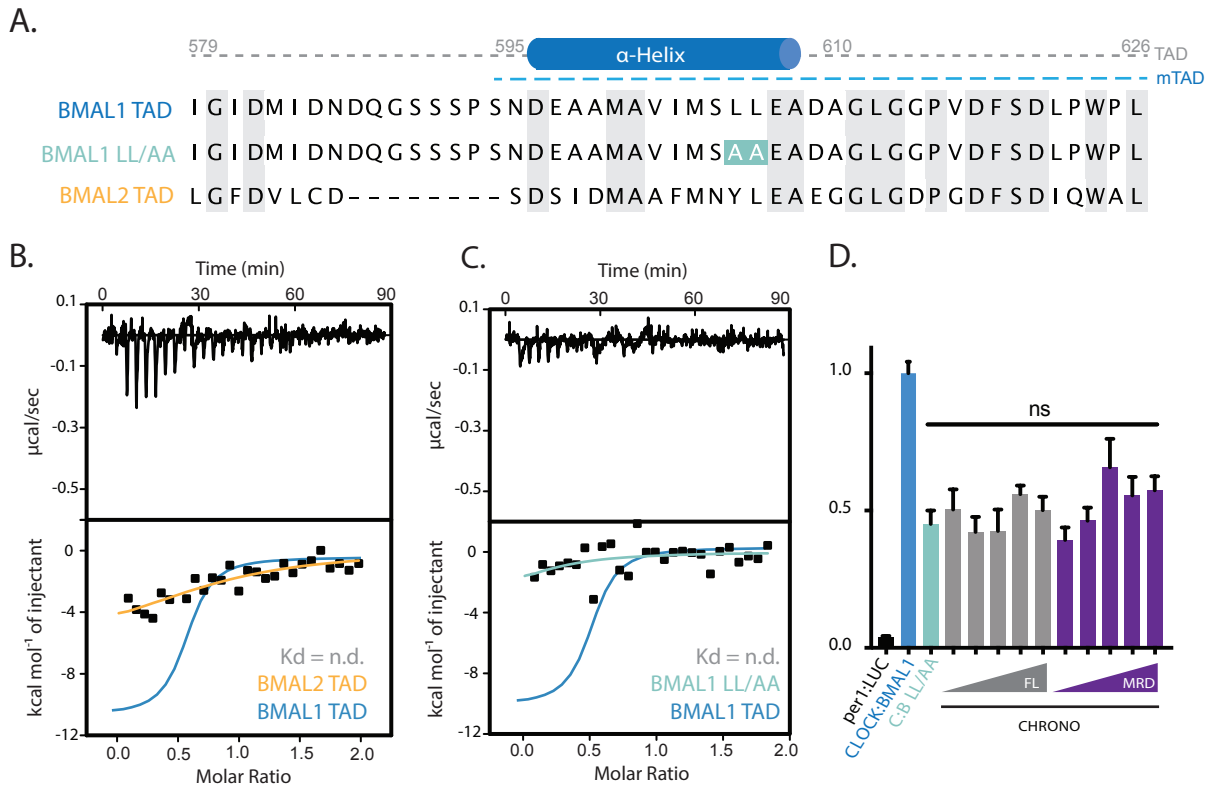 A.
579 595 α-Helix 610 626 TAD
mTAD
BMAL1 TAD I G I D M I D N D Q G S S S P S N D E A A M A V I M S L L E A D A G L G G P V D F S D L P W P L
BMAL1 LL/AA I G I D M I D N D Q G S S S P S N D E A A M A V I M S A A E A D A G L G G P V D F S D L P W P L
BMAL2 TAD L G F D V L C D - - - - - - - - S D S I D M A A F M N Y L E A E G G L G D P G D F S D I Q W A L
B.
Time (min)
0 30 60 90
0.1
-0.1
-0.3
-0.5
µcal/sec
0
-4
-8
-12
kcal mol⁻¹ of injectant
Kd = n.d.
BMAL2 TAD
BMAL1 TAD
0.0 0.5 1.0 1.5 2.0
Molar Ratio
C.
Time (min)
0 30 60 90
0.1
-0.1
-0.3
-0.5
µcal/sec
0
-4
-8
-12
kcal mol⁻¹ of injectant
Kd = n.d.
BMAL1 LL/AA
BMAL1 TAD
0.0 0.5 1.0 1.5 2.0
Molar Ratio
D.
1.0
0.5
0.0
ns
per1:LUC
CLOCK:BMAL1
C:B LL/AA
FL
MRD
CHRONO